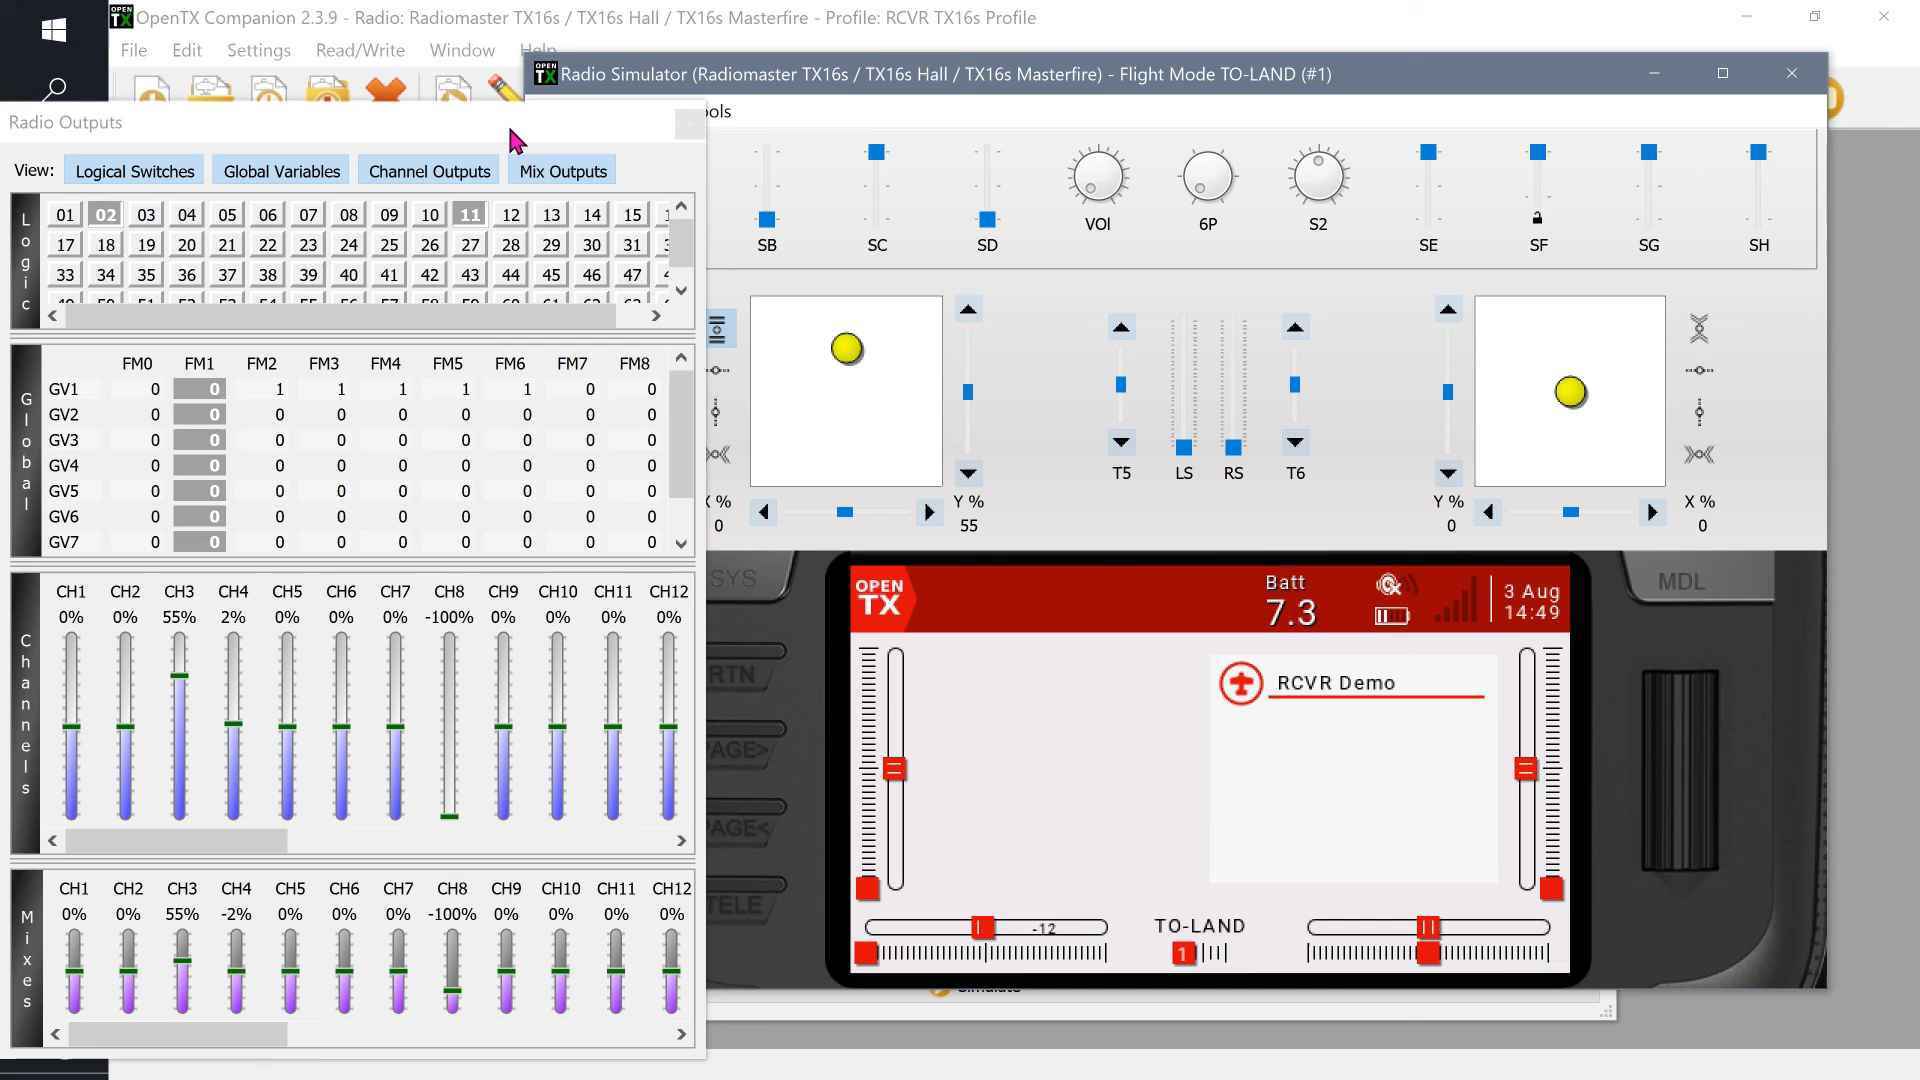 OPEN TX OpenTX Companion 2.3.9 - Radio: Radiomaster TX16s / TX16s Hall / TX16s Masterfire - Profile: RCVR TX16s Profile
File Edit Settings Read/Write Window Help
OPEN TX Radio Simulator (Radiomaster TX16s / TX16s Hall / TX16s Masterfire) - Flight Mode TO-LAND (#1)
ools
Radio Outputs
View: Logical Switches Global Variables Channel Outputs Mix Outputs
Logic
01 02 03 04 05 06 07 08 09 10 11 12 13 14 15
17 18 19 20 21 22 23 24 25 26 27 28 29 30 31
33 34 35 36 37 38 39 40 41 42 43 44 45 46 47
Global
FM0 FM1 FM2 FM3 FM4 FM5 FM6 FM7 FM8
GV1 0 0 1 1 1 1 1 0 0
GV2 0 0 0 0 0 0 0 0 0
GV3 0 0 0 0 0 0 0 0 0
GV4 0 0 0 0 0 0 0 0 0
GV5 0 0 0 0 0 0 0 0 0
GV6 0 0 0 0 0 0 0 0 0
GV7 0 0 0 0 0 0 0 0 0
Channels
CH1 CH2 CH3 CH4 CH5 CH6 CH7 CH8 CH9 CH10 CH11 CH12
0% 0% 55% 2% 0% 0% 0% -100% 0% 0% 0% 0%
Mixes
CH1 CH2 CH3 CH4 CH5 CH6 CH7 CH8 CH9 CH10 CH11 CH12
0% 0% 55% -2% 0% 0% 0% -100% 0% 0% 0% 0%
SB SC SD VOl 6P S2 SE SF SG SH
T5 LS RS T6
X % Y % Y % X %
0 55 0 0
SYS MDL
RTN
PAGE>
PAGE<
TELE
OPEN TX
Batt
7.3
3 Aug
14:49
RCVR Demo
-12
TO-LAND
1
Simulate